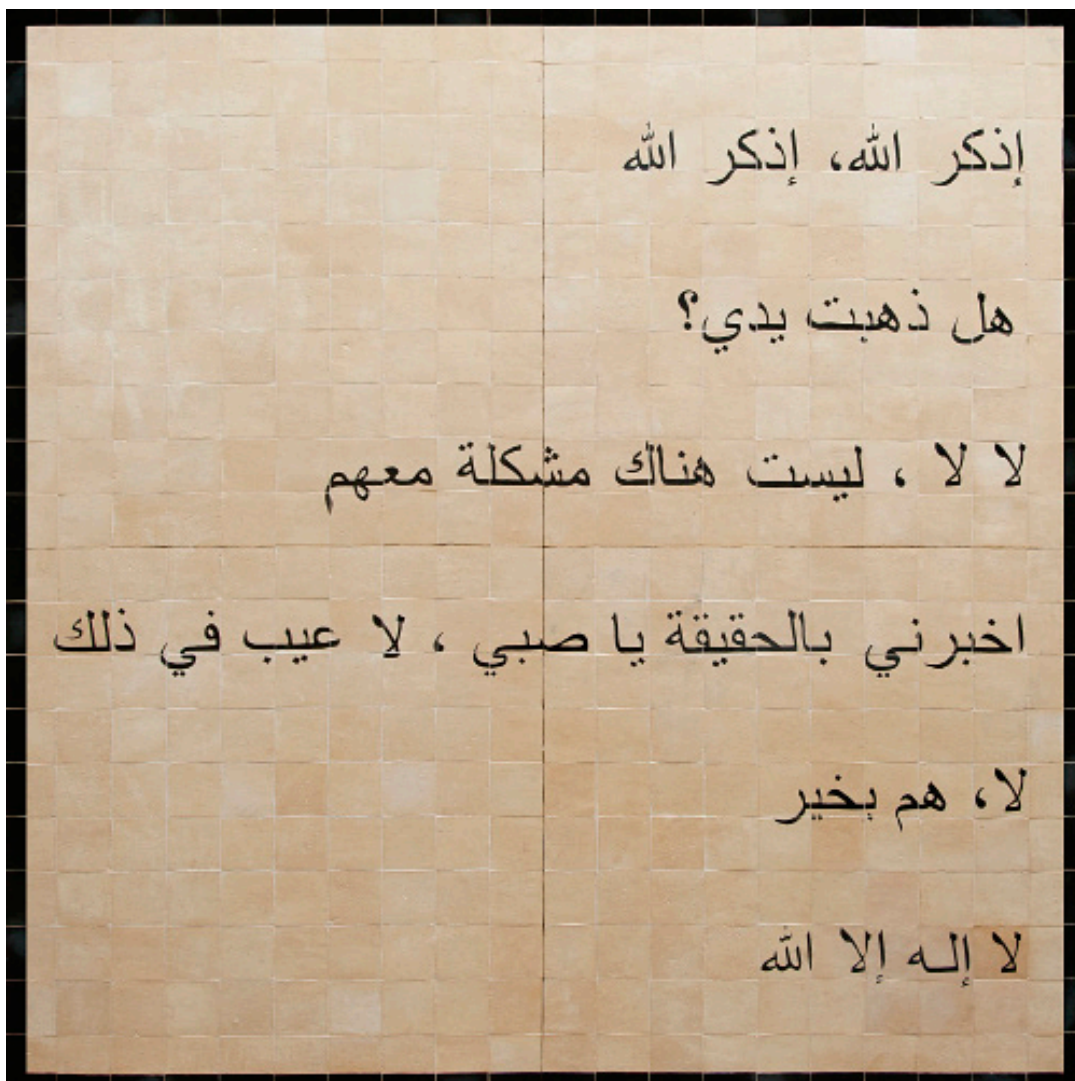 إذكر الله، إذكر الله
هل ذهبت يدي؟
لا لا ، ليست هناك مشكلة معهم
اخبرني بالحقيقة يا صبي ، لا عيب في ذلك
لا، هم بخير
لا إله إلا الله